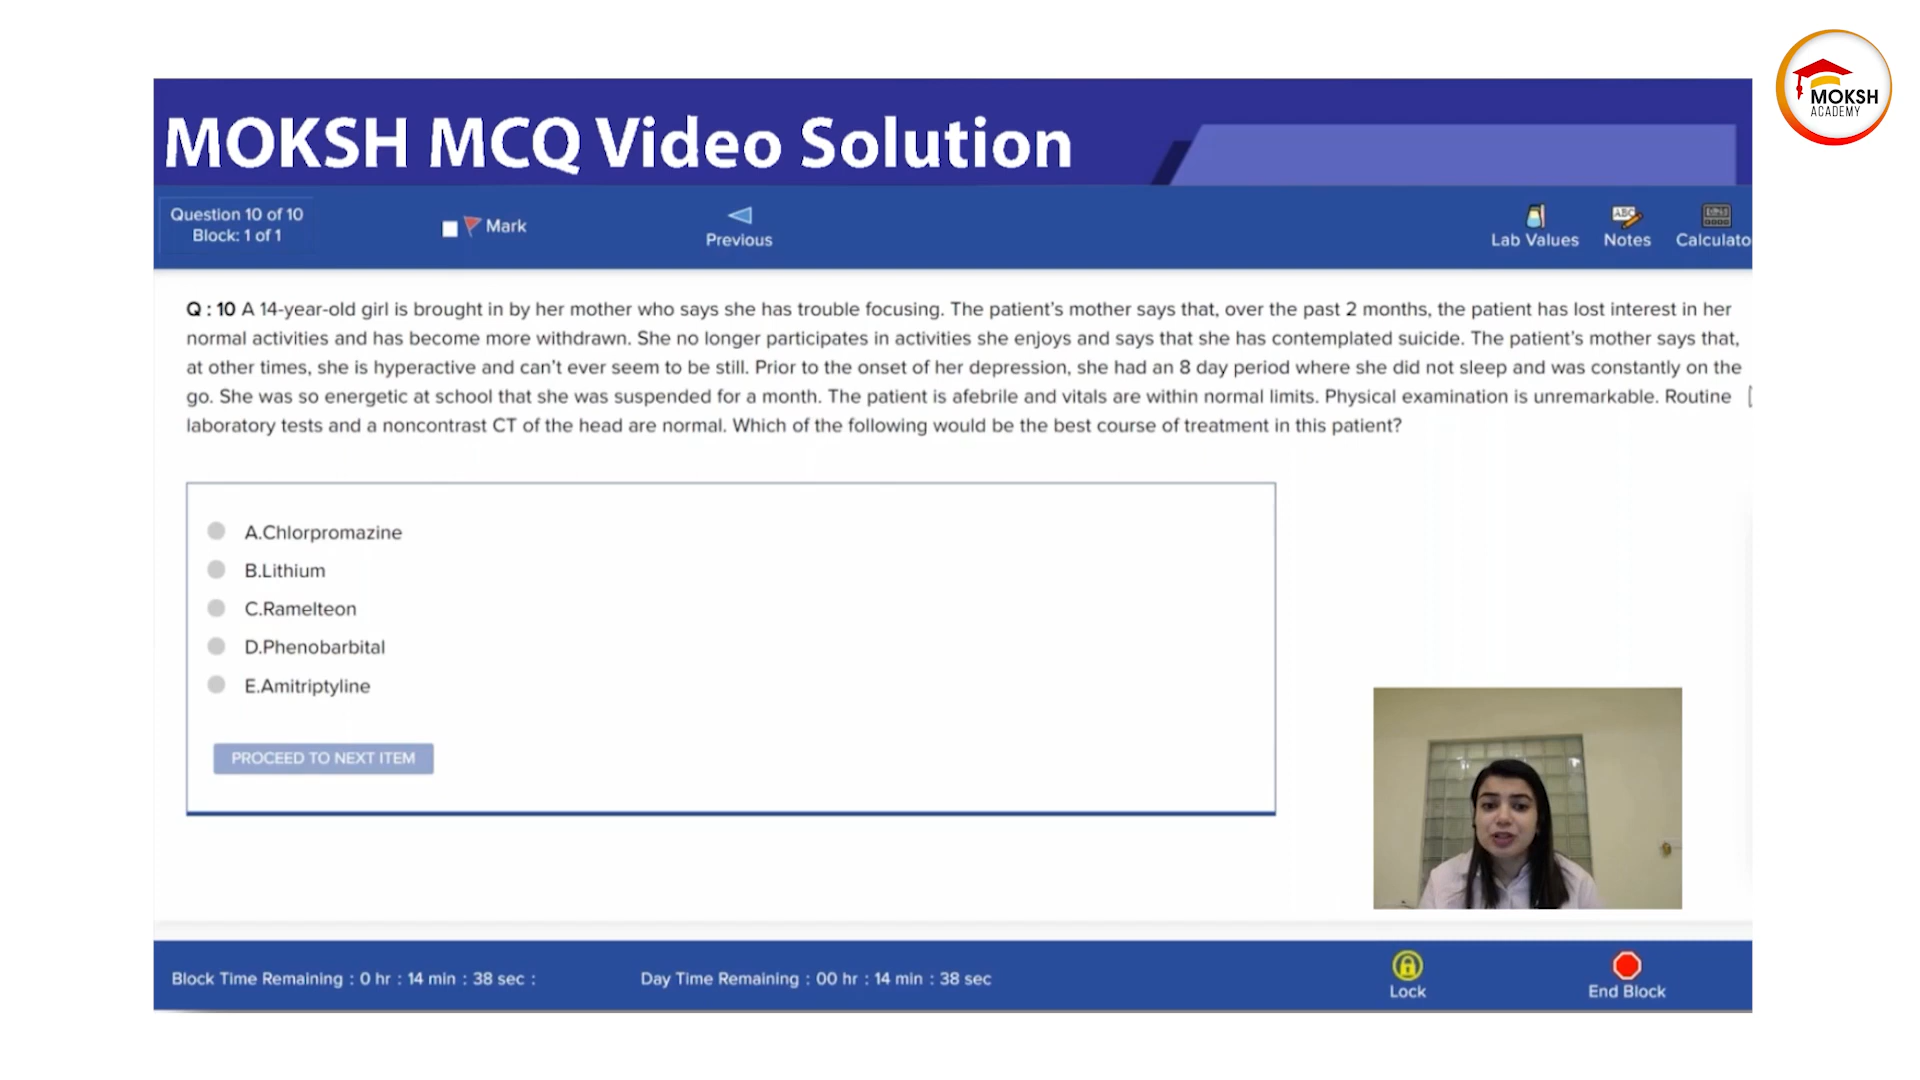 MOKSH
ACADEMY
MOKSH MCQ Video Solution
Question 10 of 10
Block: 1 of 1
Mark
Previous
Lab Values
Notes
Calculato
Q : 10 A 14-year-old girl is brought in by her mother who says she has trouble focusing. The patient's mother says that, over the past 2 months, the patient has lost interest in her
normal activities and has become more withdrawn. She no longer participates in activities she enjoys and says that she has contemplated suicide. The patient's mother says that,
at other times, she is hyperactive and can't ever seem to be still. Prior to the onset of her depression, she had an 8 day period where she did not sleep and was constantly on the
go. She was so energetic at school that she was suspended for a month. The patient is afebrile and vitals are within normal limits. Physical examination is unremarkable. Routine
laboratory tests and a noncontrast CT of the head are normal. Which of the following would be the best course of treatment in this patient?
A.Chlorpromazine
B.Lithium
C.Ramelteon
D.Phenobarbital
E.Amitriptyline
PROCEED TO NEXT ITEM
Block Time Remaining : 0 hr : 14 min : 38 sec :
Day Time Remaining : 00 hr : 14 min : 38 sec
Lock
End Block